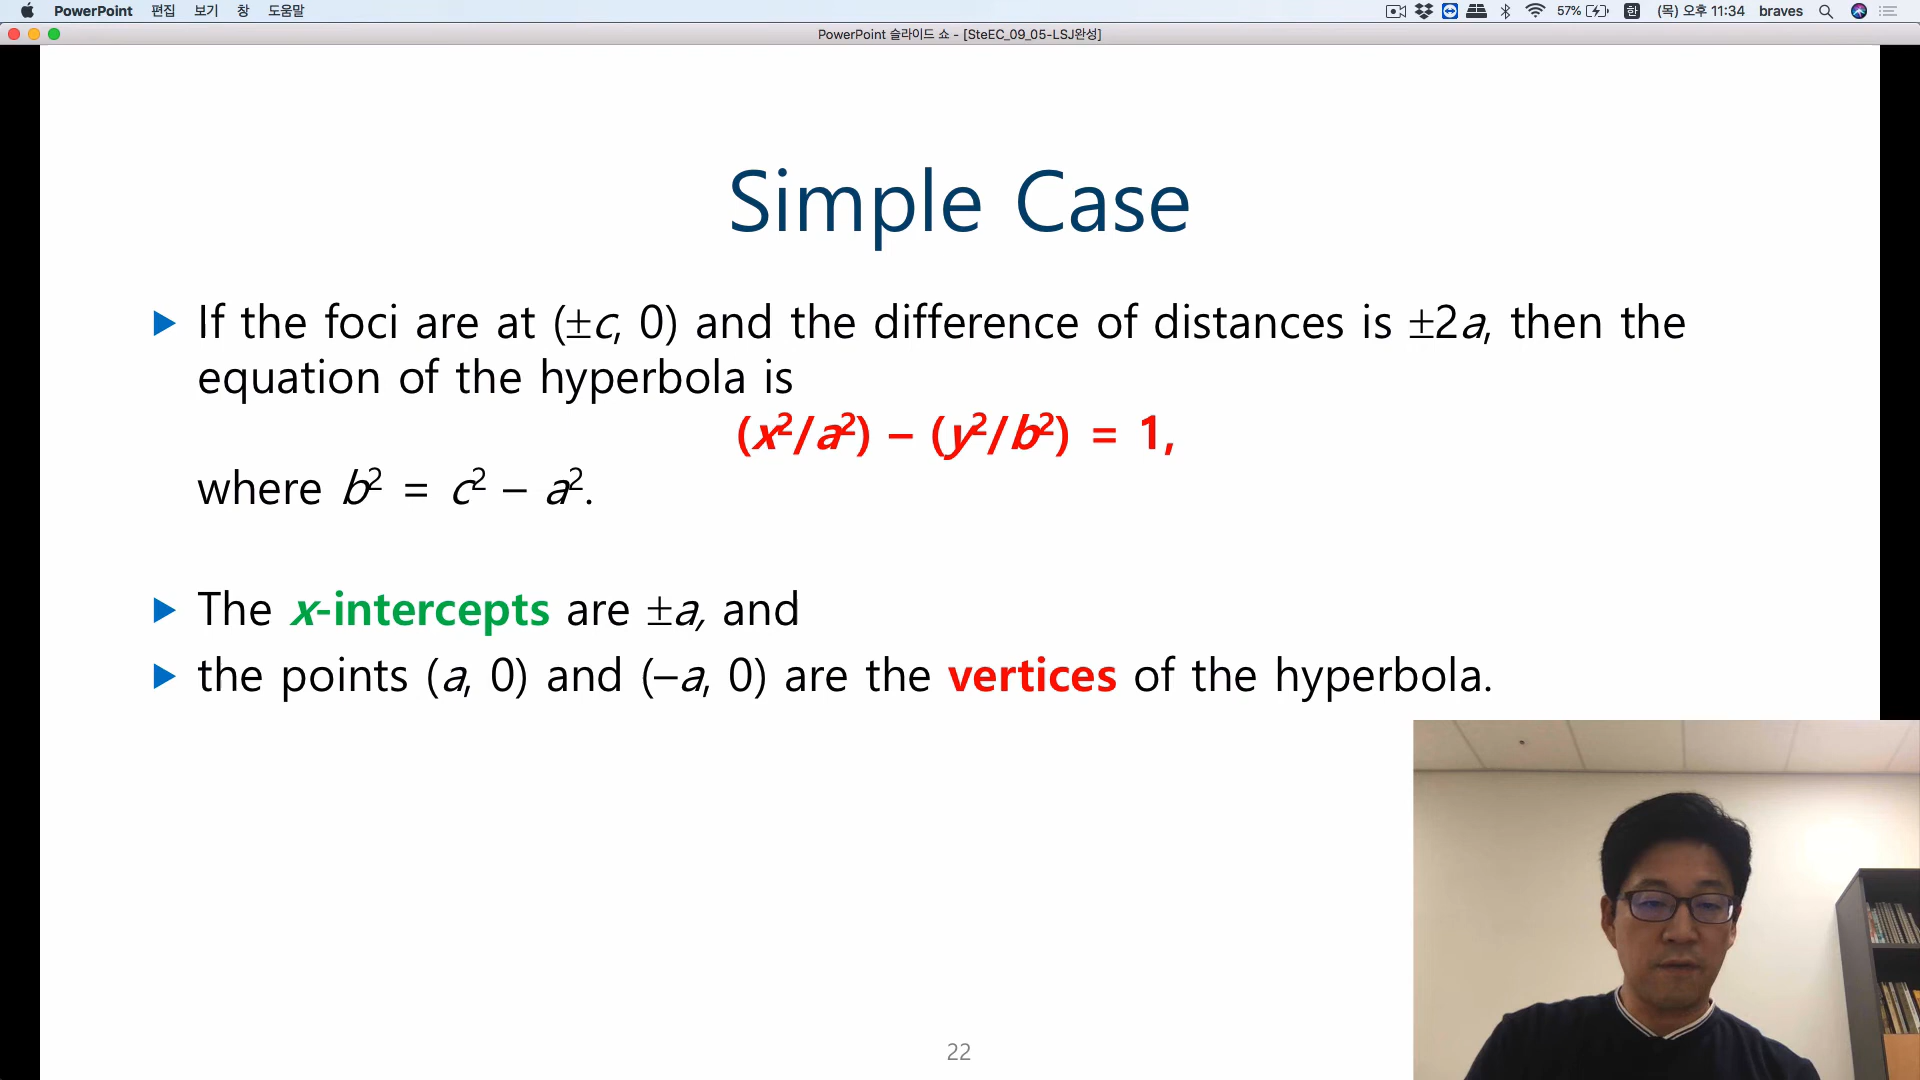 PowerPoint 편집 보기 창 도움말 57% 한 (목) 오후 11:34 braves
PowerPoint 슬라이드 쇼 - [SteEC_09_05-LSJ완성]
Simple Case
If the foci are at (±c, 0) and the difference of distances is ±2a, then the
equation of the hyperbola is
(x²/a²) – (y²/b²) = 1,
where b² = c² – a².
The x-intercepts are ±a, and
the points (a, 0) and (–a, 0) are the vertices of the hyperbola.
22